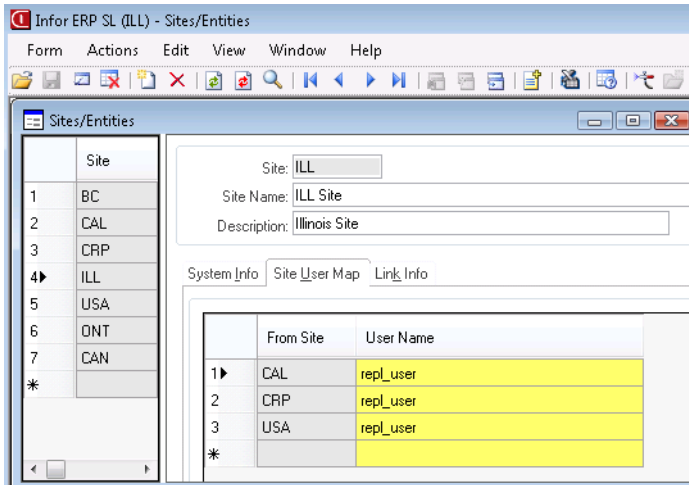 Infor ERP SL (ILL) - Sites/Entities
Form Actions Edit View Window Help
Sites/Entities
Site
1 BC
2 CAL
3 CRP
4 ILL
5 USA
6 ONT
7 CAN
Site: ILL
Site Name: ILL Site
Description: Illinois Site
System Info Site User Map Link Info
From Site User Name
1 CAL repl_user
2 CRP repl_user
3 USA repl_user